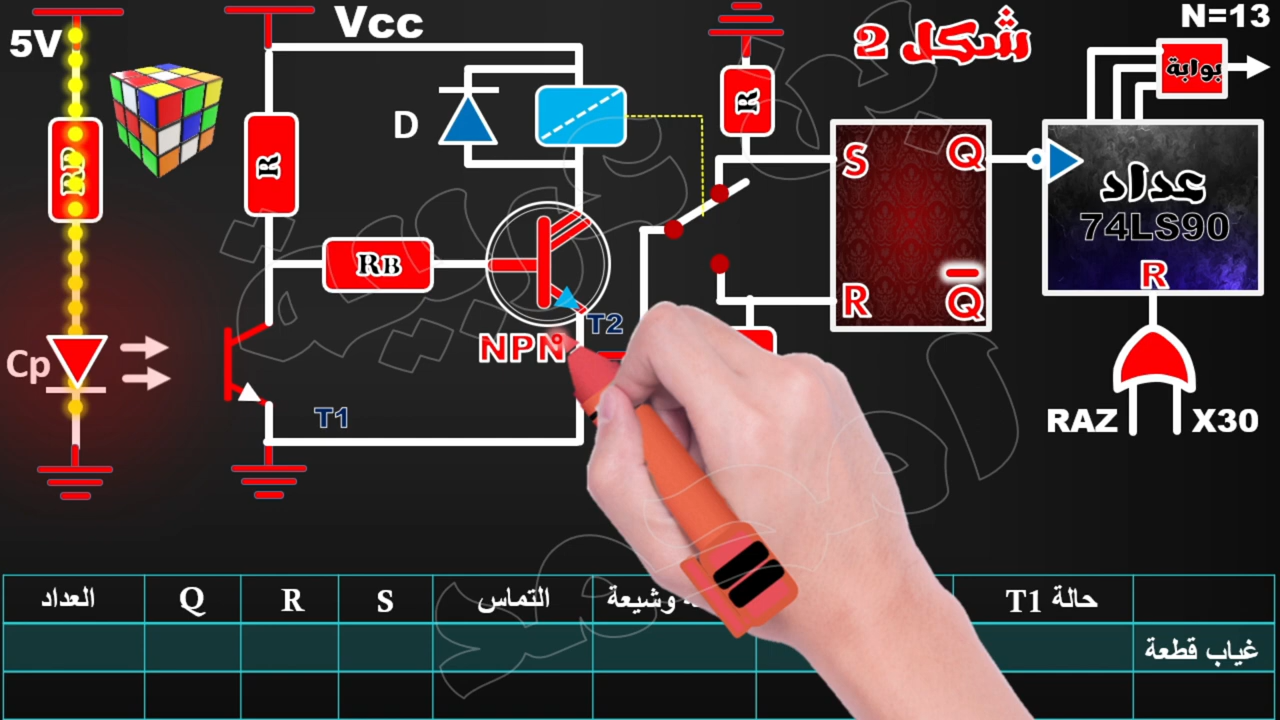 5V
Vcc
شكل 2
N=13
بوابة
D
R
R
RB
S
Q
R
Q
عداد
74LS90
R
T2
NPN
Cp
T1
RAZ
X30
حالة T1
وشيعة
التماس
S
R
Q
العداد
غياب قطعة